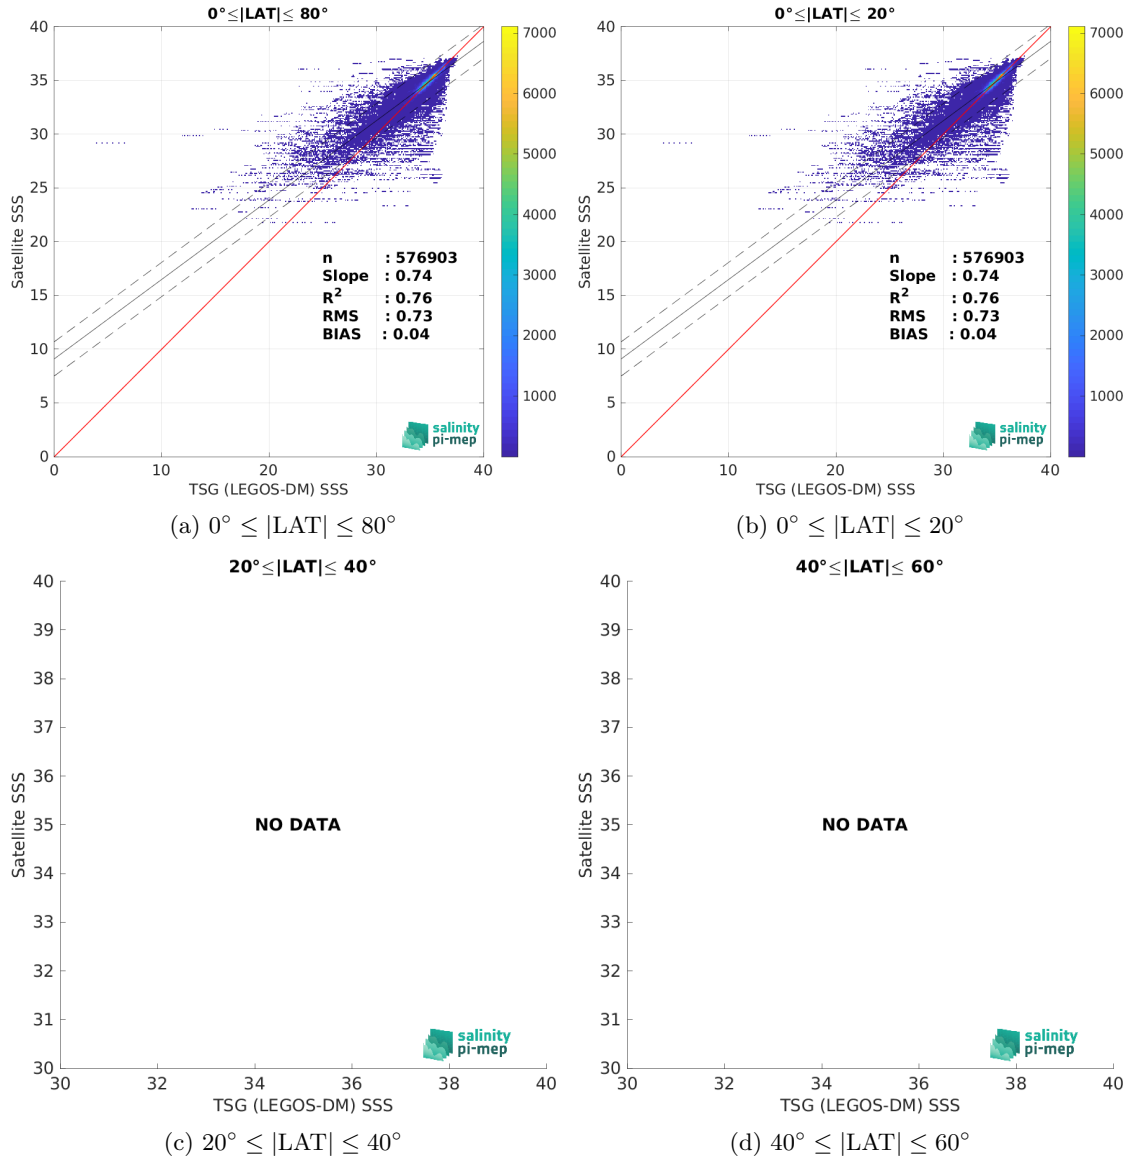 0°≤|LAT|≤ 80°
40
35
30
25
20
15
10
5
0
0
10
20
30
40
Satellite SSS
TSG (LEGOS-DM) SSS
n : 576903
Slope : 0.74
R² : 0.76
RMS : 0.73
BIAS : 0.04
salinity
pi-mep
7000
6000
5000
4000
3000
2000
1000
(a) 0° ≤ |LAT| ≤ 80°
0°≤|LAT|≤ 20°
40
35
30
25
20
15
10
5
0
0
10
20
30
40
Satellite SSS
TSG (LEGOS-DM) SSS
n : 576903
Slope : 0.74
R² : 0.76
RMS : 0.73
BIAS : 0.04
salinity
pi-mep
7000
6000
5000
4000
3000
2000
1000
(b) 0° ≤ |LAT| ≤ 20°
20°≤|LAT|≤ 40°
40
39
38
37
36
35
34
33
32
31
30
30
32
34
36
38
40
Satellite SSS
NO DATA
salinity
pi-mep
TSG (LEGOS-DM) SSS
(c) 20° ≤ |LAT| ≤ 40°
40°≤|LAT|≤ 60°
40
39
38
37
36
35
34
33
32
31
30
30
32
34
36
38
40
Satellite SSS
NO DATA
salinity
pi-mep
TSG (LEGOS-DM) SSS
(d) 40° ≤ |LAT| ≤ 60°